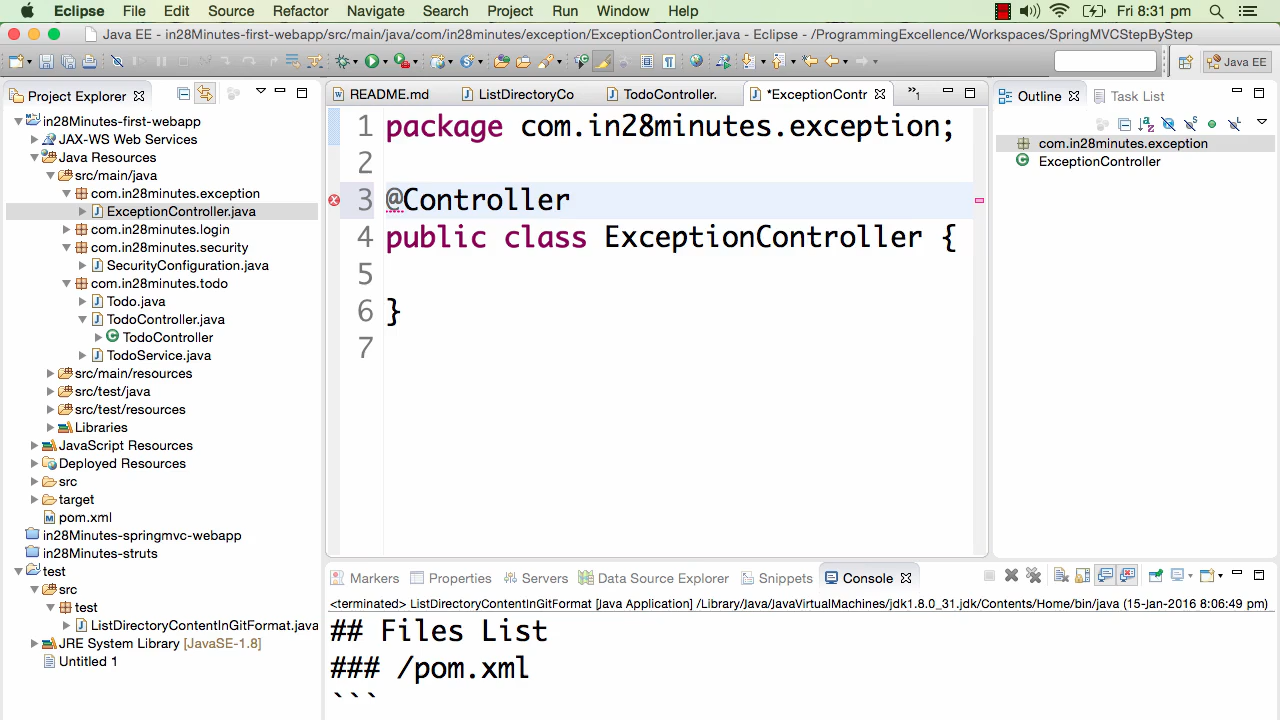 Eclipse File Edit Source Refactor Navigate Search Project Run Window Help Fri 8:31 pm
Java EE - in28Minutes-first-webapp/src/main/java/com/in28minutes/exception/ExceptionController.java - Eclipse - /ProgrammingExcellence/Workspaces/SpringMVCStepByStep
Java EE
Project Explorer
in28Minutes-first-webapp
JAX-WS Web Services
Java Resources
src/main/java
com.in28minutes.exception
ExceptionController.java
com.in28minutes.login
com.in28minutes.security
SecurityConfiguration.java
com.in28minutes.todo
Todo.java
TodoController.java
TodoController
TodoService.java
src/main/resources
src/test/java
src/test/resources
Libraries
JavaScript Resources
Deployed Resources
src
target
pom.xml
in28Minutes-springmvc-webapp
in28Minutes-struts
test
src
test
ListDirectoryContentInGitFormat.java
JRE System Library [JavaSE-1.8]
Untitled 1
README.md ListDirectoryCo TodoController. *ExceptionContr »1
1 package com.in28minutes.exception;
2
3 @Controller
4 public class ExceptionController {
5
6 }
7
Outline Task List
com.in28minutes.exception
ExceptionController
Markers Properties Servers Data Source Explorer Snippets Console
<terminated> ListDirectoryContentInGitFormat [Java Application] /Library/Java/JavaVirtualMachines/jdk1.8.0_31.jdk/Contents/Home/bin/java (15-Jan-2016 8:06:49 pm)
## Files List
### /pom.xml
```